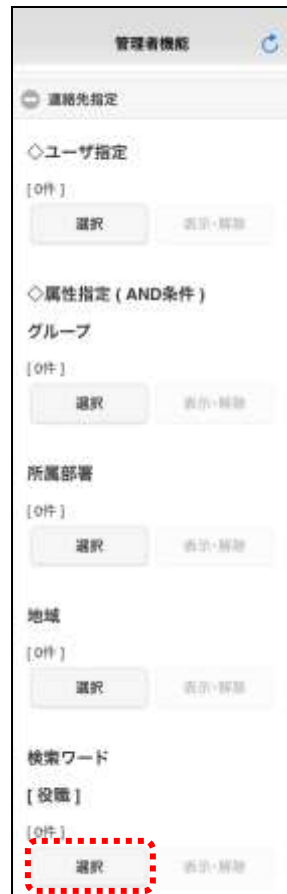 管理者機能
連絡先指定
◇ユーザ指定
[ 0件 ]
選択 表示・解除
◇属性指定 ( AND条件 )
グループ
[ 0件 ]
選択 表示・解除
所属部署
[ 0件 ]
選択 表示・解除
地域
[ 0件 ]
選択 表示・解除
検索ワード
[ 役職 ]
[ 0件 ]
選択 表示・解除